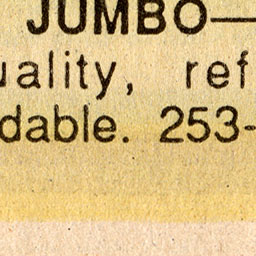 JUMBO—
uality, ref
dable. 253-